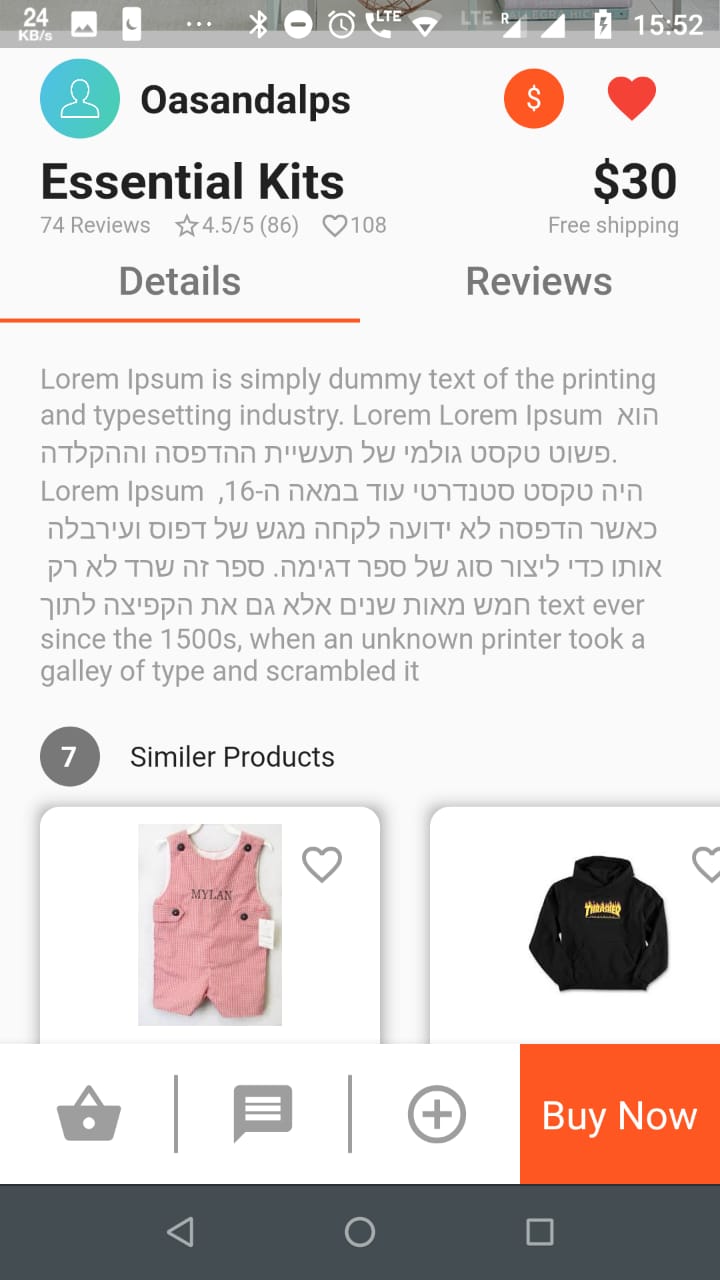 24
KB/s
LTE
LTE R
15:52
Oasandalps
$
Essential Kits
$30
74 Reviews
4.5/5 (86)
108
Free shipping
Details
Reviews
Lorem Ipsum is simply dummy text of the printing
and typesetting industry. Lorem Lorem Ipsum הוא
פשוט טקסט גולמי של תעשיית ההדפסה וההקלדה.
Lorem Ipsum היה טקסט סטנדרטי עוד במאה ה-16,
כאשר הדפסה לא ידועה לקחה מגש של דפוס ועירבלה
אותו כדי ליצור סוג של ספר דגימה. ספר זה שרד לא רק
חמש מאות שנים אלא גם את הקפיצה לתוך text ever
since the 1500s, when an unknown printer took a
galley of type and scrambled it
7
Similer Products
MYLAN
THRASHER
Buy Now